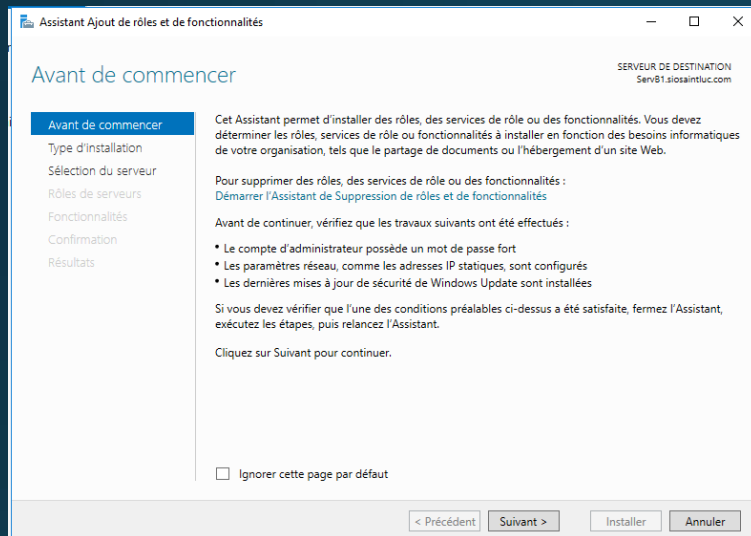 Assistant Ajout de rôles et de fonctionnalités
Avant de commencer
SERVEUR DE DESTINATION
ServB1.siosaintluc.com
Avant de commencer
Type d'installation
Sélection du serveur
Rôles de serveurs
Fonctionnalités
Confirmation
Résultats
Cet Assistant permet d'installer des rôles, des services de rôle ou des fonctionnalités. Vous devez
déterminer les rôles, services de rôle ou fonctionnalités à installer en fonction des besoins informatiques
de votre organisation, tels que le partage de documents ou l'hébergement d'un site Web.
Pour supprimer des rôles, des services de rôle ou des fonctionnalités :
Démarrer l'Assistant de Suppression de rôles et de fonctionnalités
Avant de continuer, vérifiez que les travaux suivants ont été effectués :
• Le compte d'administrateur possède un mot de passe fort
• Les paramètres réseau, comme les adresses IP statiques, sont configurés
• Les dernières mises à jour de sécurité de Windows Update sont installées
Si vous devez vérifier que l'une des conditions préalables ci-dessus a été satisfaite, fermez l'Assistant,
exécutez les étapes, puis relancez l'Assistant.
Cliquez sur Suivant pour continuer.
Ignorer cette page par défaut
< Précédent
Suivant >
Installer
Annuler